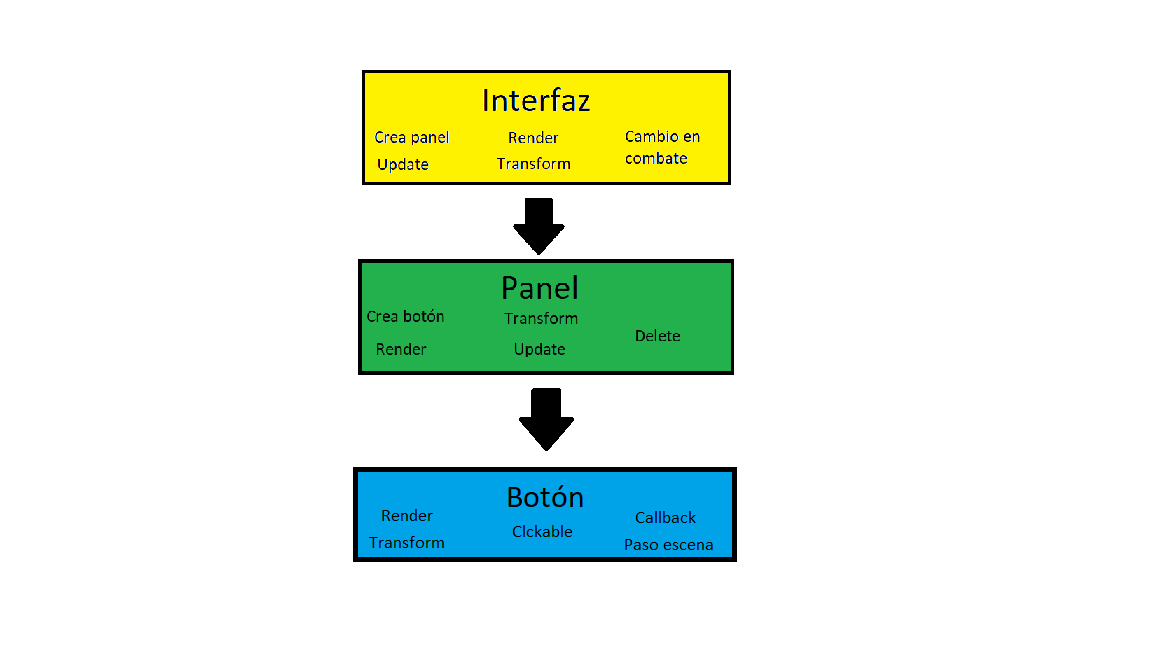 Interfaz
Crea panel
Render
Cambio en
combate
Update
Transform
Panel
Crea botón
Transform
Delete
Render
Update
Botón
Render
Clckable
Callback
Transform
Paso escena